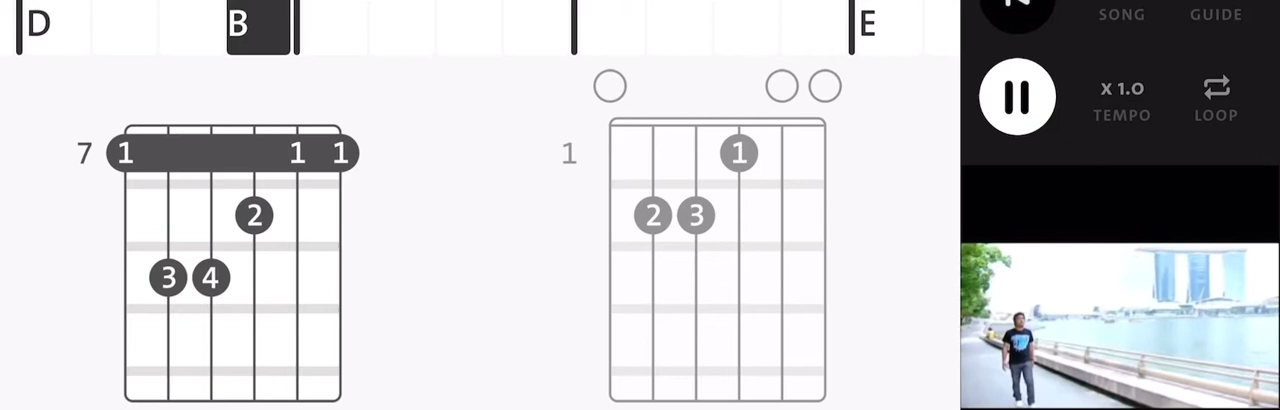 D B E
SONG GUIDE
X 1.0
TEMPO LOOP
7 1 1 1
1 1
2
2 3
3 4